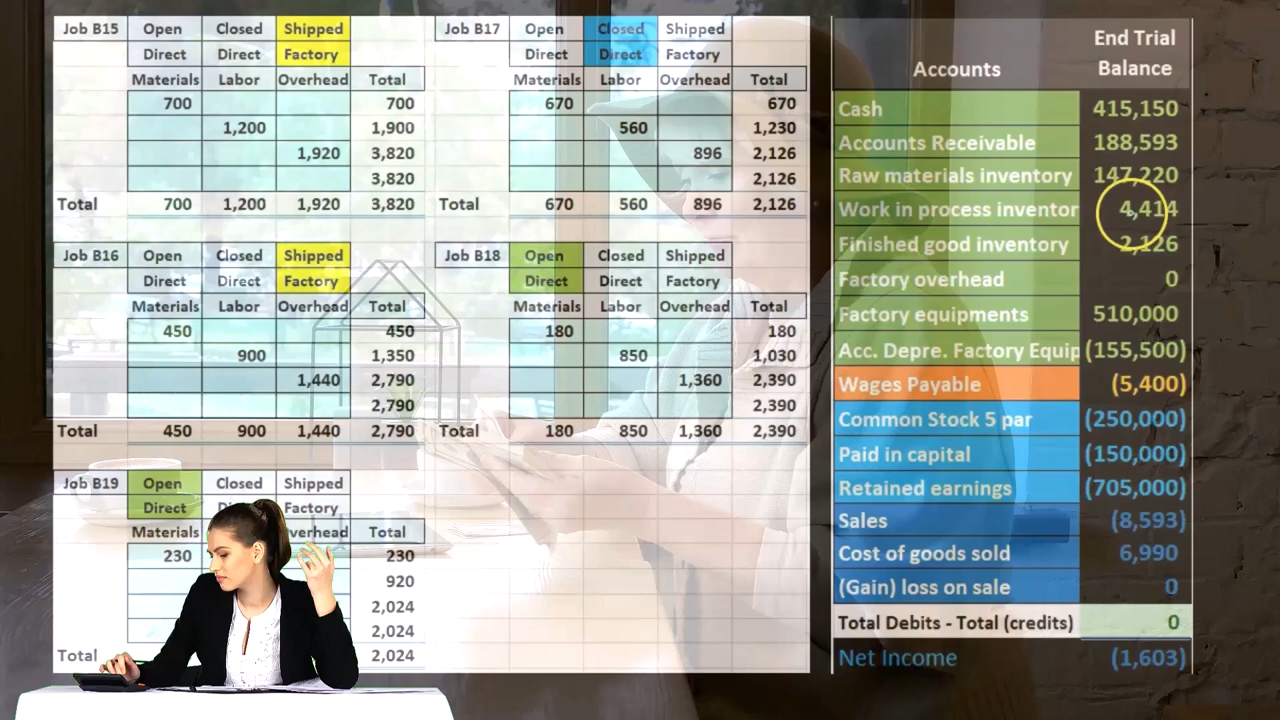 Job B15 Open Closed Shipped
Direct Direct Factory
Materials Labor Overhead Total
700 700
1,200 1,900
1,920 3,820
3,820
Total 700 1,200 1,920 3,820
Job B17 Open Closed Shipped
Direct Direct Factory
Materials Labor Overhead Total
670 670
560 1,230
896 2,126
2,126
Total 670 560 896 2,126
Job B16 Open Closed Shipped
Direct Direct Factory
Materials Labor Overhead Total
450 450
900 1,350
1,440 2,790
2,790
Total 450 900 1,440 2,790
Job B18 Open Closed Shipped
Direct Direct Factory
Materials Labor Overhead Total
180 180
850 1,030
1,360 2,390
2,390
Total 180 850 1,360 2,390
Job B19 Open Closed Shipped
Direct Factory
Materials Total
230 230
920
2,024
2,024
Total 2,024
End Trial
Accounts Balance
Cash 415,150
Accounts Receivable 188,593
Raw materials inventory 147,220
Work in process inventor 4,414
Finished good inventory 2,126
Factory overhead 0
Factory equipments 510,000
Acc. Depre. Factory Equip (155,500)
Wages Payable (5,400)
Common Stock 5 par (250,000)
Paid in capital (150,000)
Retained earnings (705,000)
Sales (8,593)
Cost of goods sold 6,990
(Gain) loss on sale 0
Total Debits - Total (credits) 0
Net Income (1,603)